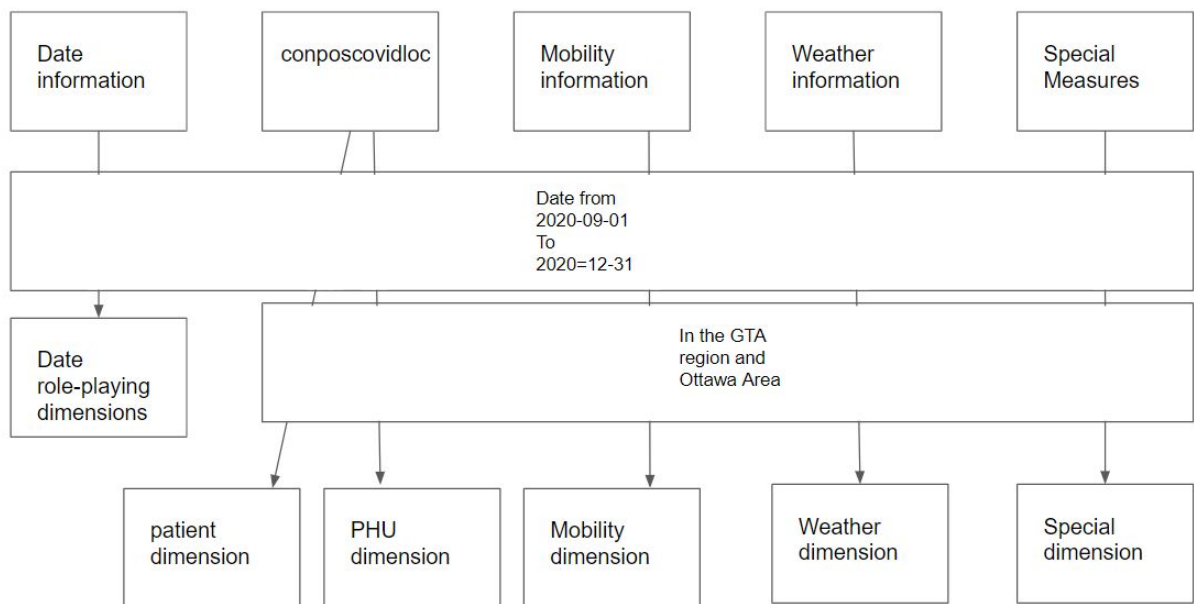 Date
information
conposcovidloc
Mobility
information
Weather
information
Special
Measures
Date from
2020-09-01
To
2020=12-31
In the GTA
region and
Ottawa Area
Date
role-playing
dimensions
patient
dimension
PHU
dimension
Mobility
dimension
Weather
dimension
Special
dimension